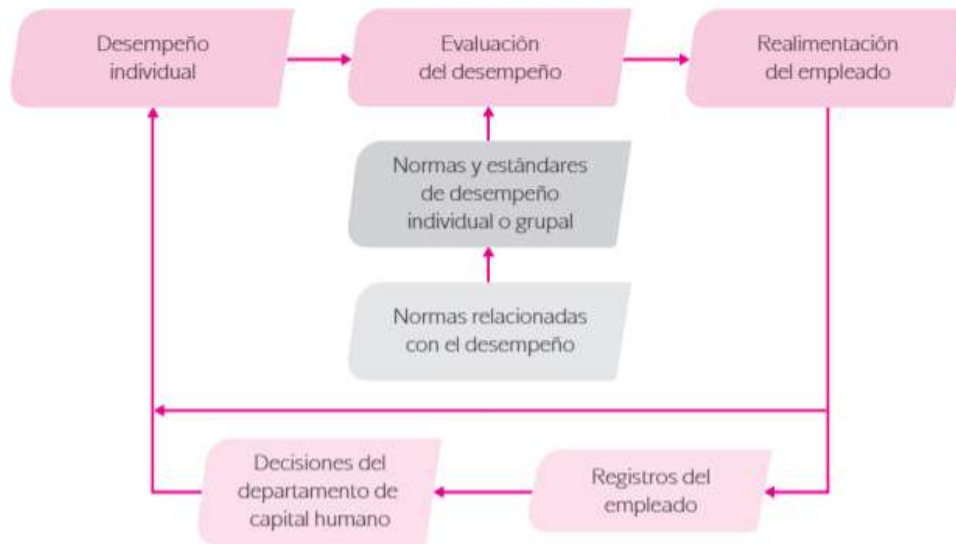 Desempeño
individual
Evaluación
del desempeño
Realimentación
del empleado
Normas y estándares
de desempeño
individual o grupal
Normas relacionadas
con el desempeño
Decisiones del
departamento de
capital humano
Registros del
empleado